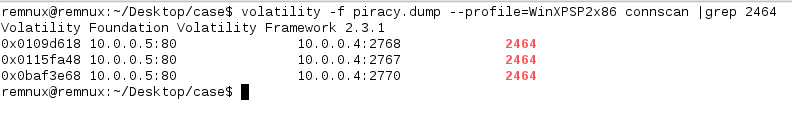 remnux@remnux:~/Desktop/case$ volatility -f piracy.dump --profile=WinXPSP2x86 connscan |grep 2464
Volatility Foundation Volatility Framework 2.3.1
0x0109d618 10.0.0.5:80 10.0.0.4:2768 2464
0x0115fa48 10.0.0.5:80 10.0.0.4:2767 2464
0x0baf3e68 10.0.0.5:80 10.0.0.4:2770 2464
remnux@remnux:~/Desktop/case$